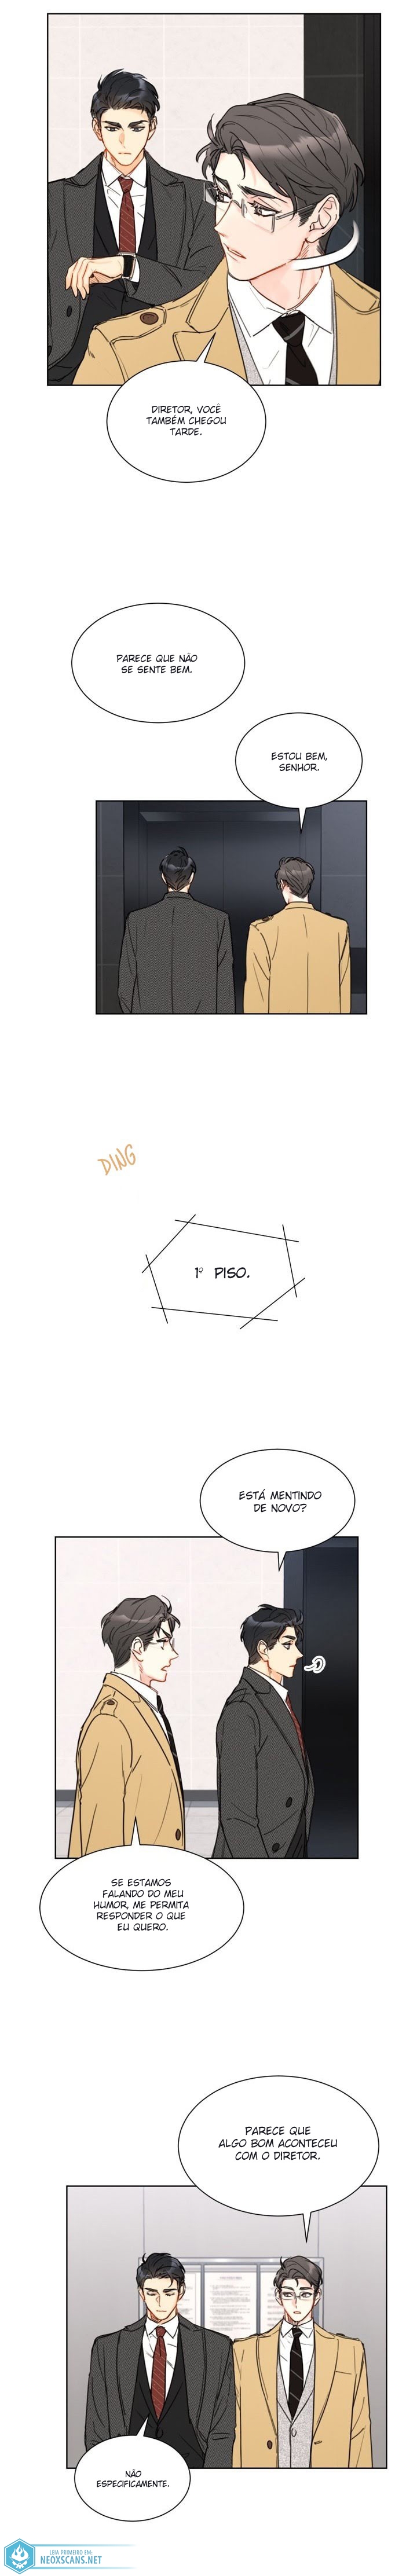 DIRETOR, VOCÊ
TAMBÉM CHEGOU
TARDE.
PARECE QUE NÃO
SE SENTE BEM.
ESTOU BEM,
SENHOR.
DING
1º PISO.
ESTÁ MENTINDO
DE NOVO?
SE ESTAMOS
FALANDO DO MEU
HUMOR, ME PERMITA
RESPONDER O QUE
EU QUERO.
PARECE QUE
ALGO BOM ACONTECEU
COM O DIRETOR.
NÃO
ESPECIFICAMENTE.
LEIA PRIMEIRO EM
NEOXSCANS.NET